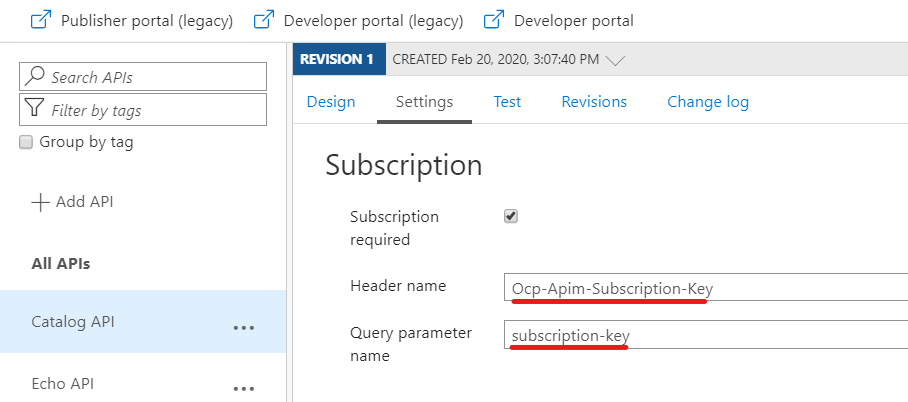 Publisher portal (legacy) Developer portal (legacy) Developer portal
Search APIs
Filter by tags
Group by tag
Add API
All APIs
Catalog API ...
Echo API ...
REVISION 1 CREATED Feb 20, 2020, 3:07:40 PM
Design Settings Test Revisions Change log
Subscription
Subscription
required
Header name Ocp-Apim-Subscription-Key
Query parameter subscription-key
name